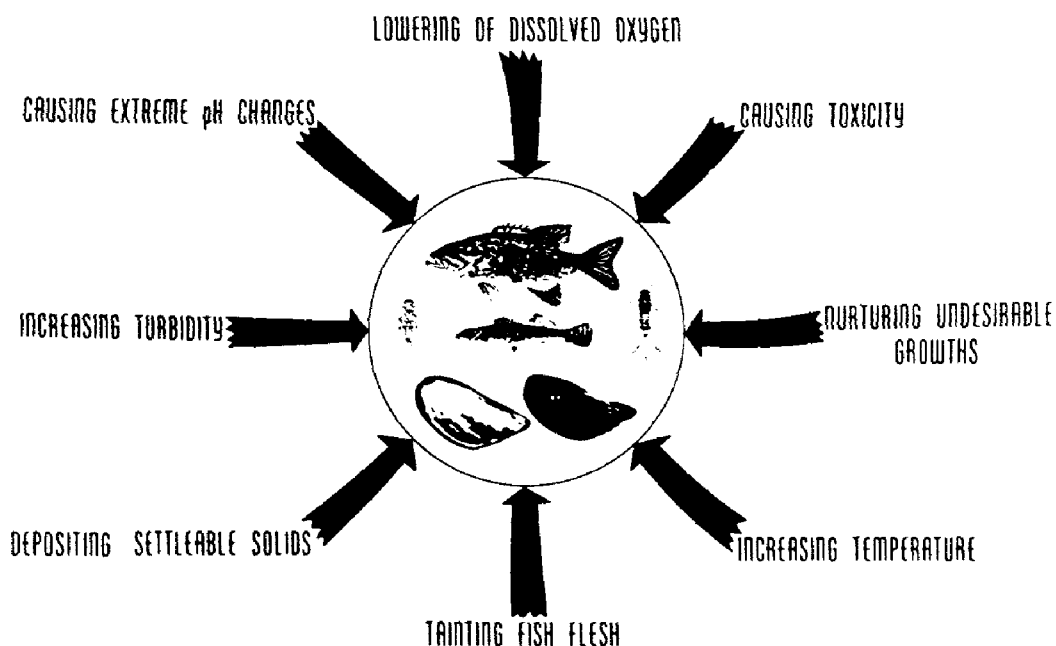 LOWERING OF DISSOLVED OXYGEN
CAUSING EXTREME pH CHANGES
CAUSING TOXICITY
INCREASING TURBIDITY
NURTURING UNDESIRABLE
GROWTHS
DEPOSITING SETTLEABLE SOLIDS
INCREASING TEMPERATURE
TAINTING FISH FLESH